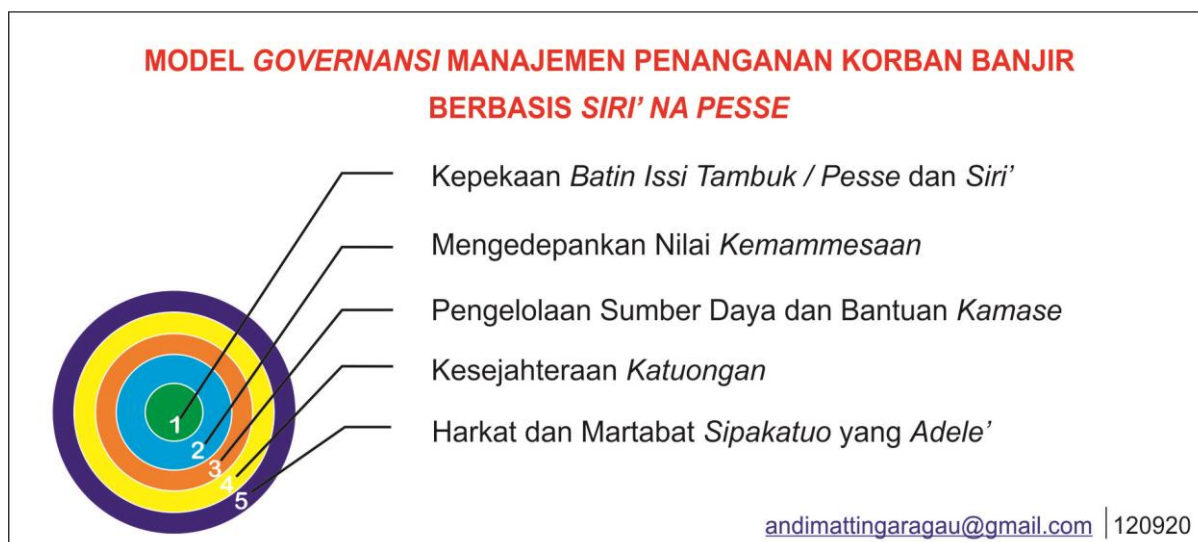 MODEL GOVERNANSI MANAJEMEN PENANGANAN KORBAN BANJIR
BERBASIS SIRI' NA PESSE
Kepekaan Batin Issi Tambuk / Pesse dan Siri'
Mengedepankan Nilai Kemammesaan
Pengelolaan Sumber Daya dan Bantuan Kamase
Kesejahteraan Katuongan
Harkat dan Martabat Sipakatuo yang Adele'
1
2
3
4
5
andimattingaragau@gmail.com | 120920